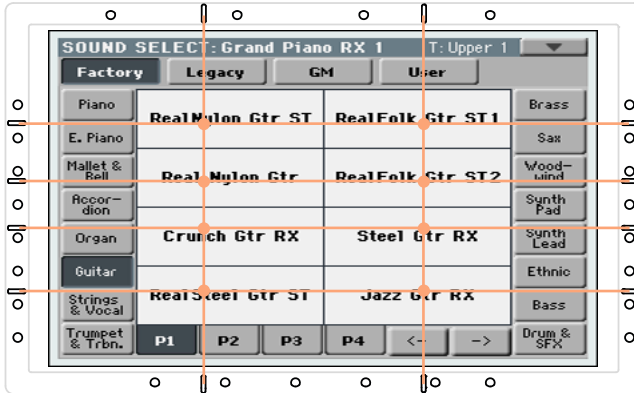 SOUND SELECT: Grand Piano RX 1 T: Upper 1
Factory Legacy GM User
Piano
E. Piano
Mallet &
Bell
Accor-
dion
Organ
Guitar
Strings
& Vocal
Trumpet
& Trbn.
RealNylon Gtr ST RealFolk Gtr ST1
Real Nylon Gtr RealFolk Gtr ST2
Crunch Gtr RX Steel Gtr RX
RealSteel Gtr ST Jazz Gtr RX
Brass
Sax
Wood-
wind
Synth
Pad
Synth
Lead
Ethnic
Bass
Drum &
SFX
P1 P2 P3 P4 <- ->